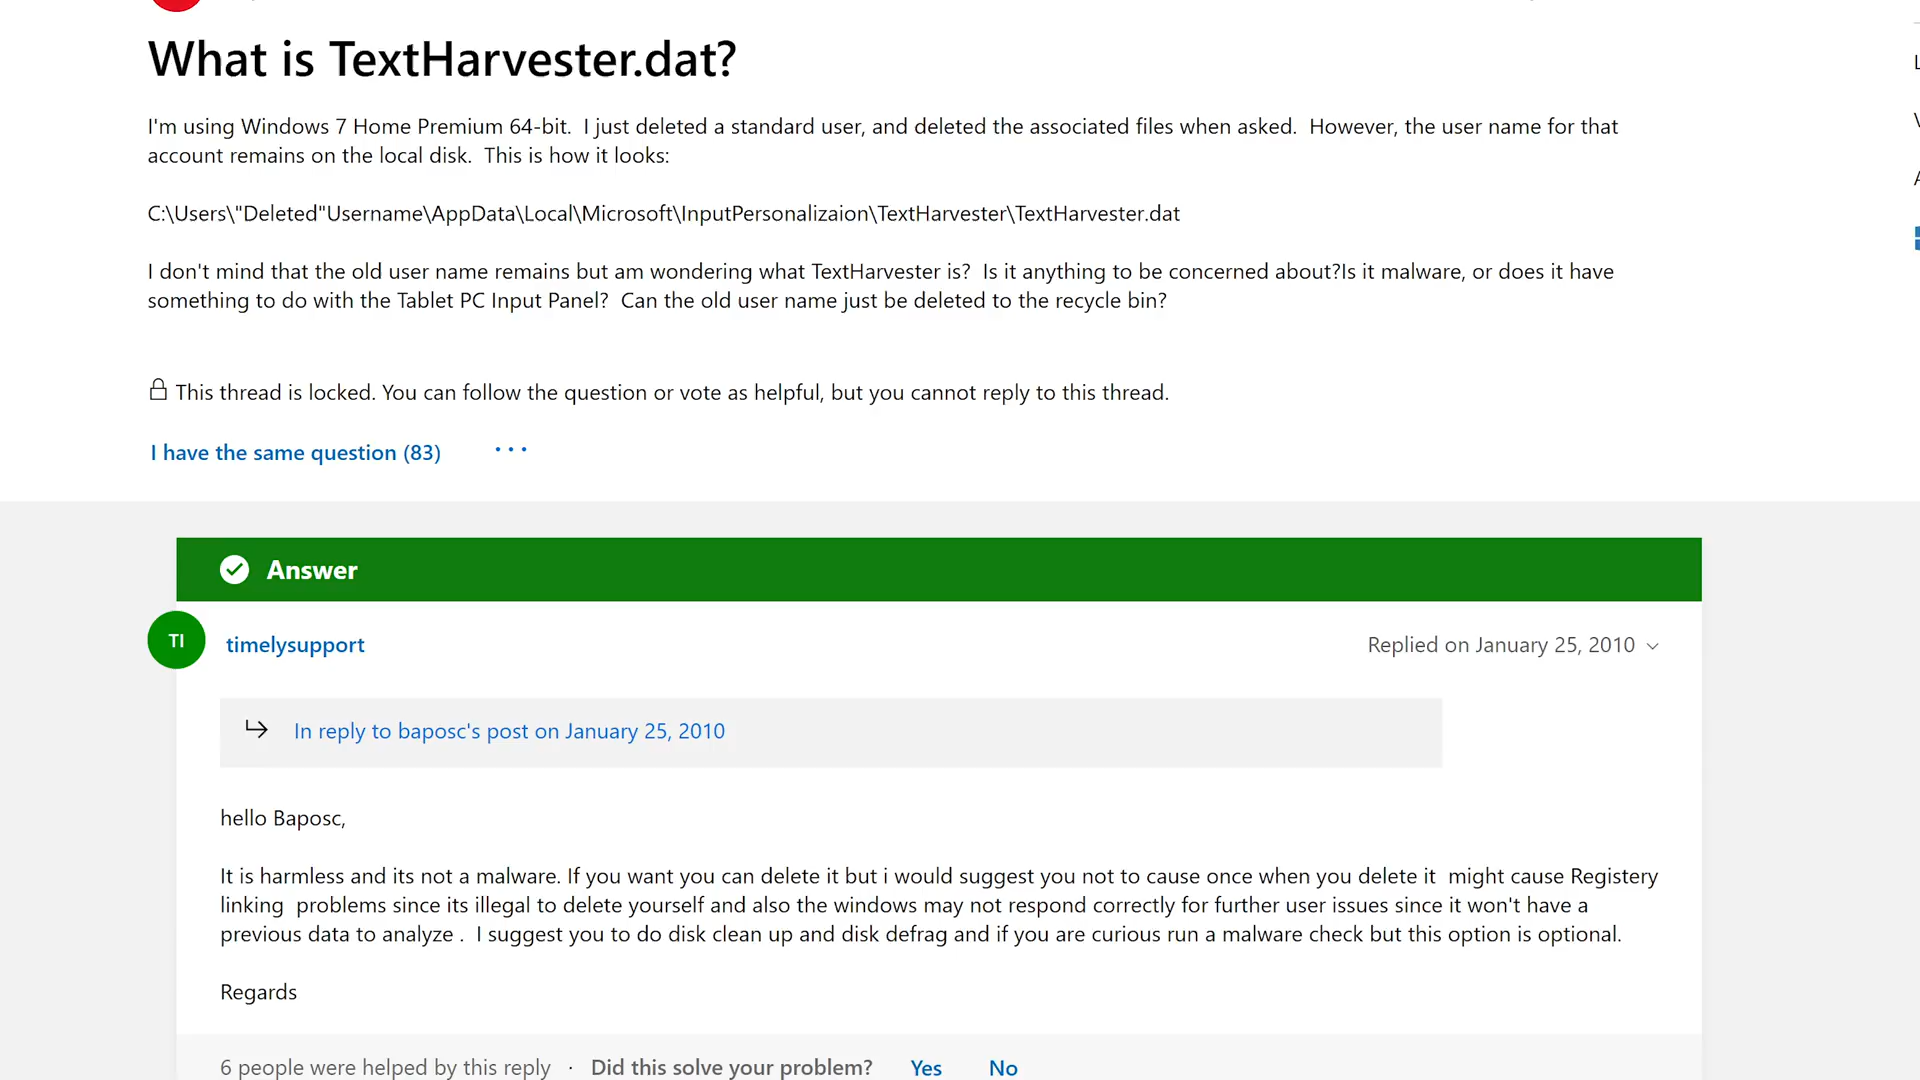 What is TextHarvester.dat?
I'm using Windows 7 Home Premium 64-bit.  I just deleted a standard user, and deleted the associated files when asked.  However, the user name for that
account remains on the local disk.  This is how it looks:
C:\Users\"Deleted"Username\AppData\Local\Microsoft\InputPersonalizaion\TextHarvester\TextHarvester.dat
I don't mind that the old user name remains but am wondering what TextHarvester is?  Is it anything to be concerned about?Is it malware, or does it have
something to do with the Tablet PC Input Panel?  Can the old user name just be deleted to the recycle bin?
This thread is locked. You can follow the question or vote as helpful, but you cannot reply to this thread.
I have the same question (83)
Answer
TI
timelysupport
Replied on January 25, 2010
In reply to baposc's post on January 25, 2010
hello Baposc,
It is harmless and its not a malware. If you want you can delete it but i would suggest you not to cause once when you delete it  might cause Registery
linking  problems since its illegal to delete yourself and also the windows may not respond correctly for further user issues since it won't have a
previous data to analyze .  I suggest you to do disk clean up and disk defrag and if you are curious run a malware check but this option is optional.
Regards
6 people were helped by this reply · Did this solve your problem? Yes No